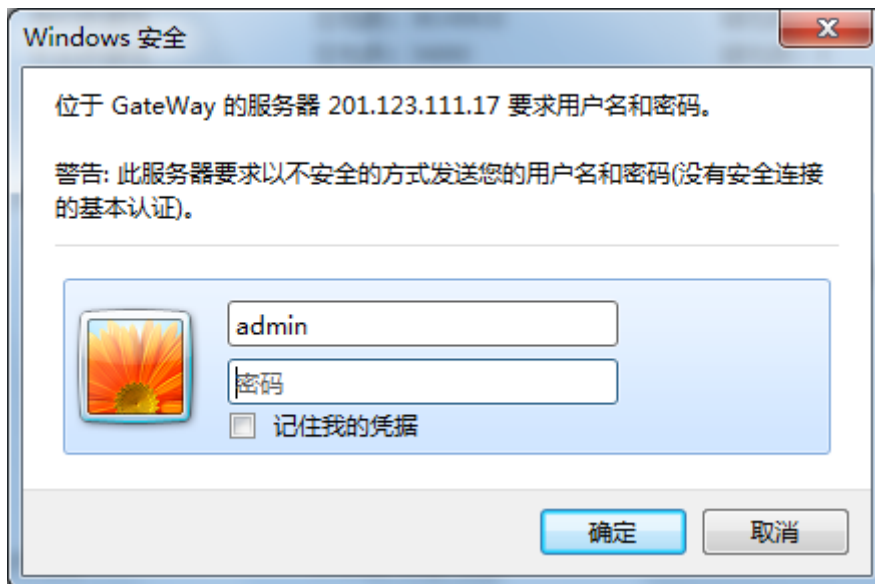 Windows 安全
位于 GateWay 的服务器 201.123.111.17 要求用户名和密码。
警告: 此服务器要求以不安全的方式发送您的用户名和密码(没有安全连接
的基本认证)。
admin
密码
记住我的凭据
确定
取消